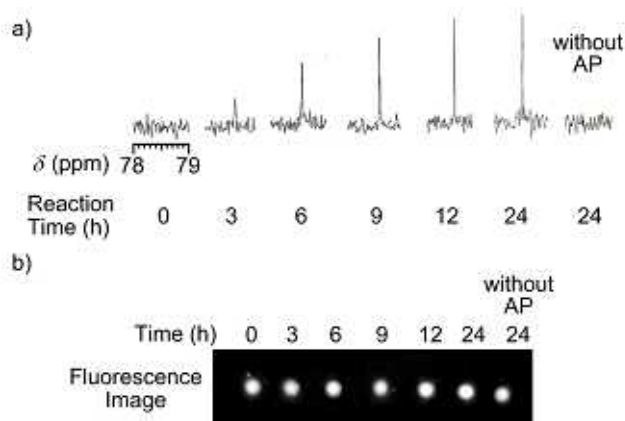 a)
without
AP
δ (ppm) 78 79
Reaction
Time (h) 0 3 6 9 12 24 24
b)
without
AP
Time (h) 0 3 6 9 12 24 24
Fluorescence
Image